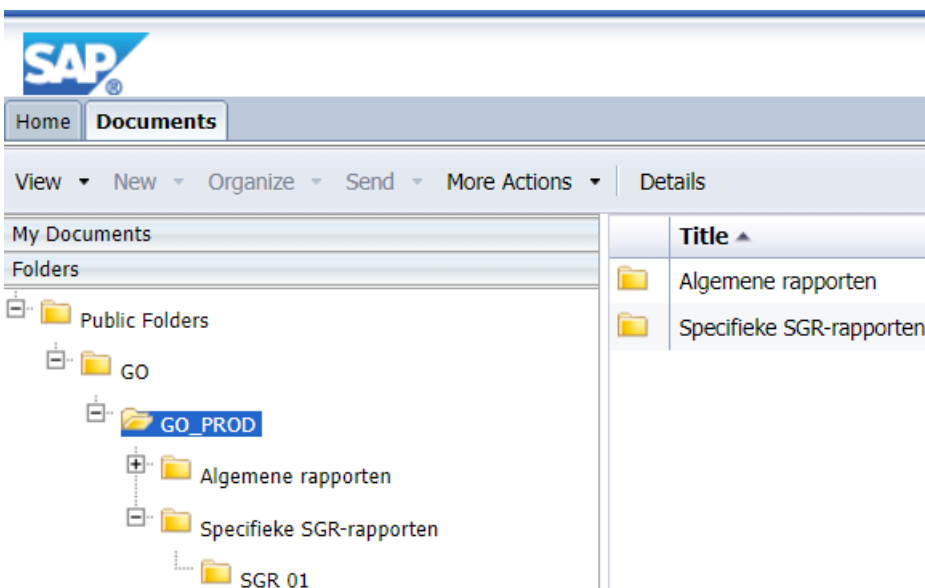 SAP®
Home Documents
View New Organize Send More Actions Details
My Documents
Folders
Public Folders
GO
GO_PROD
Algemene rapporten
Specifieke SGR-rapporten
SGR 01
Title
Algemene rapporten
Specifieke SGR-rapporten